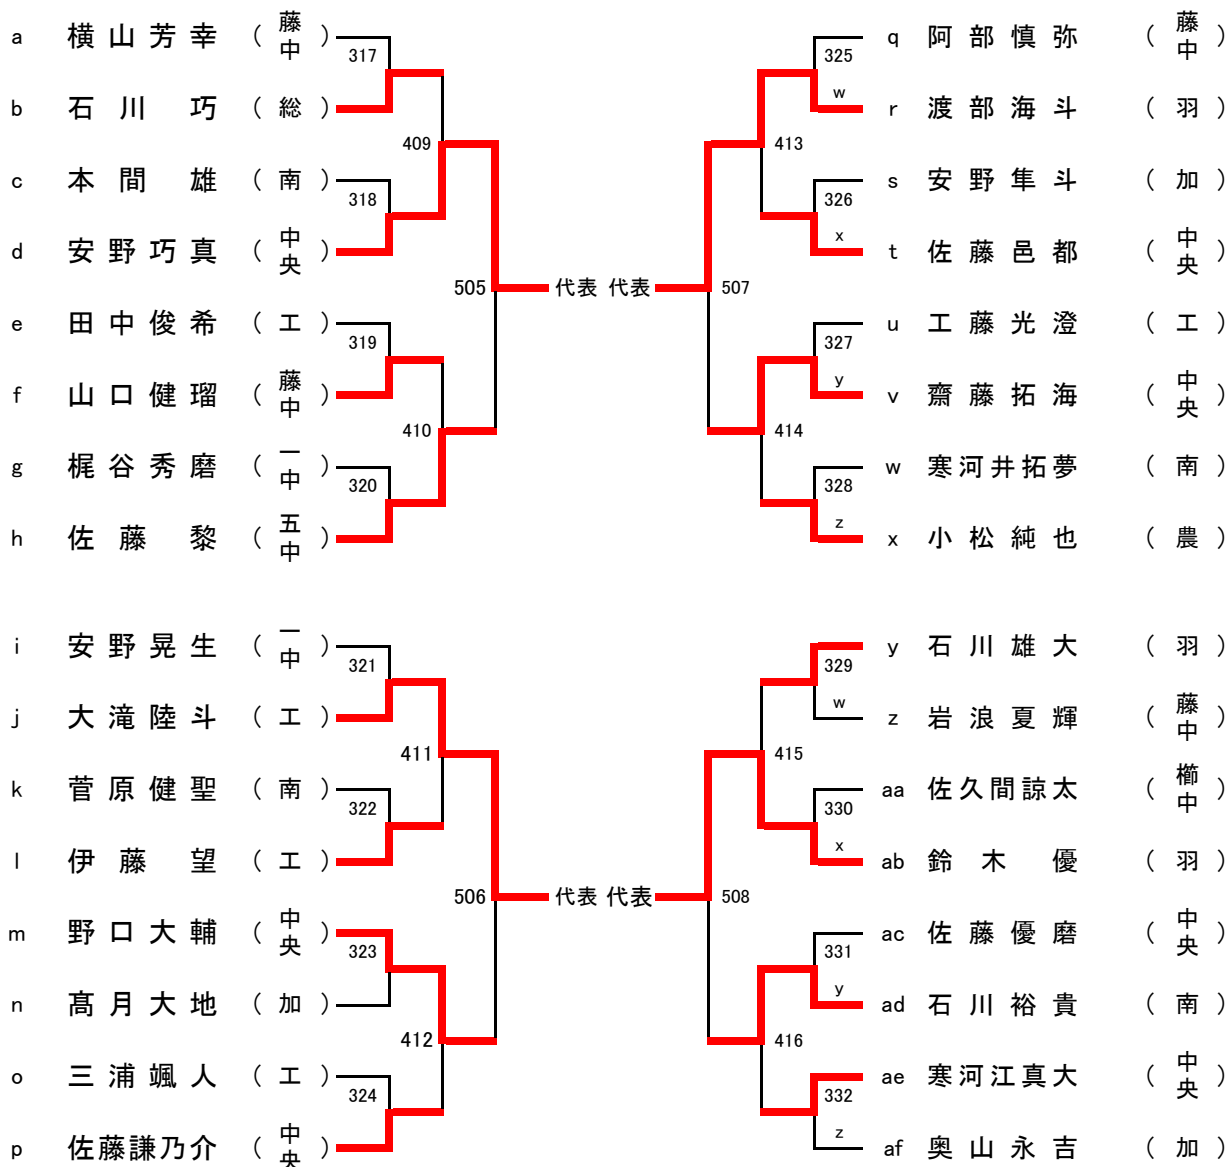 a 横山芳幸 （ 藤中 ） 317 325 q 阿部慎弥 （ 藤中 ）
b 石川巧 （ 総 ） w r 渡部海斗 （ 羽 ）
409 413
c 本間雄 （ 南 ） 318 326 s 安野隼斗 （ 加 ）
d 安野巧真 （ 中央 ） x t 佐藤邑都 （ 中央 ）
505 代表 代表 507
e 田中俊希 （ 工 ） 319 327 u 工藤光澄 （ 工 ）
f 山口健瑠 （ 藤中 ） y v 齋藤拓海 （ 中央 ）
410 414
g 梶谷秀磨 （ 一中 ） 320 328 w 寒河井拓夢 （ 南 ）
h 佐藤黎 （ 五中 ） z x 小松純也 （ 農 ）
i 安野晃生 （ 一中 ） 321 329 y 石川雄大 （ 羽 ）
j 大滝陸斗 （ 工 ） w z 岩浪夏輝 （ 藤中 ）
411 415
k 菅原健聖 （ 南 ） 322 330 aa 佐久間諒太 （ 櫛中 ）
l 伊藤望 （ 工 ） x ab 鈴木優 （ 羽 ）
506 代表 代表 508
m 野口大輔 （ 中央 ） 323 331 ac 佐藤優磨 （ 中央 ）
n 髙月大地 （ 加 ） y ad 石川裕貴 （ 南 ）
412 416
o 三浦颯人 （ 工 ） 324 332 ae 寒河江真大 （ 中央 ）
p 佐藤謙乃介 （ 中央 ） z af 奥山永吉 （ 加 ）